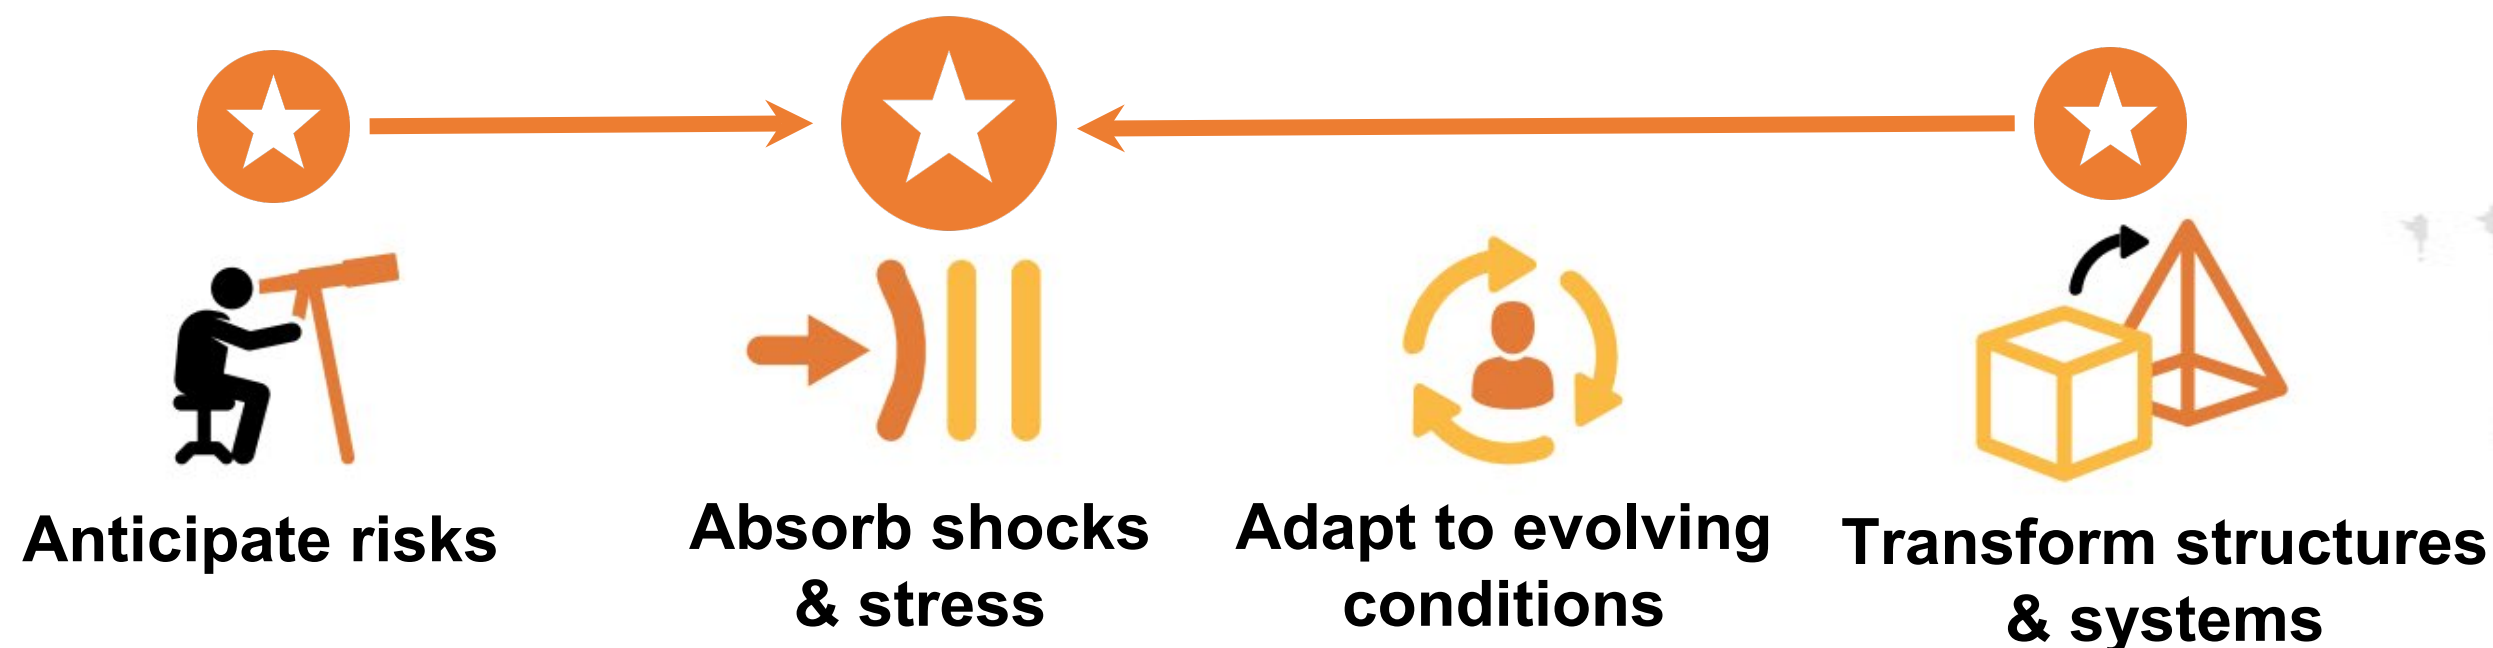 Anticipate risks
Absorb shocks
& stress
Adapt to evolving
conditions
Transform structures
& systems